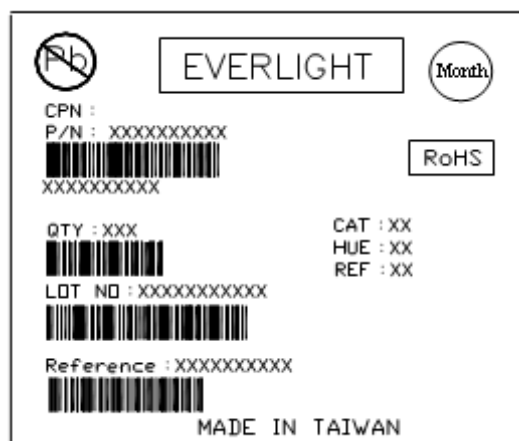 Pb
EVERLIGHT
Month
CPN :
P/N : XXXXXXXXXX
RoHS
XXXXXXXXXX
QTY : XXX
CAT : XX
HUE : XX
REF : XX
LOT NO : XXXXXXXXXXX
Reference : XXXXXXXXXX
MADE IN TAIWAN